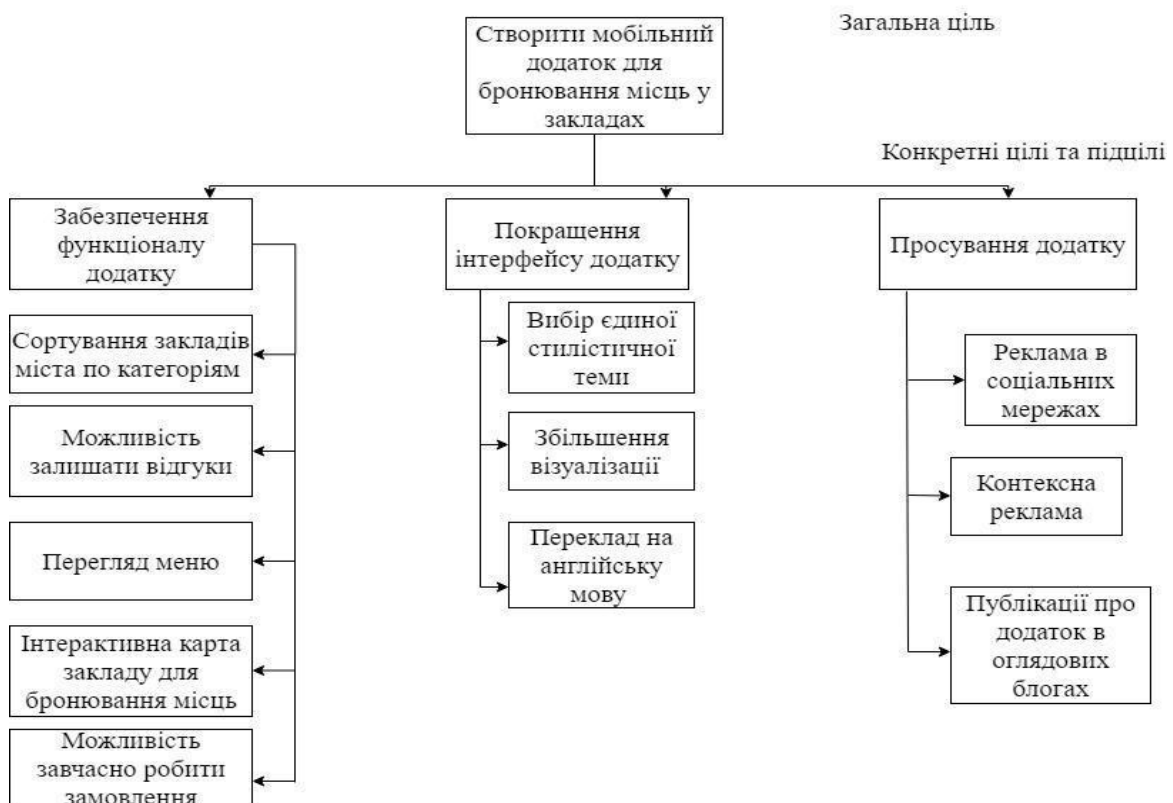 Загальна ціль
Створити мобільний
додаток для
бронювання місць у
закладах
Конкретні цілі та підцілі
Забезпечення
функціоналу
додатку
Сортування закладів
міста по категоріям
Можливість
залишати відгуки
Перегляд меню
Інтерактивна карта
закладу для
бронювання місць
Можливість
завчасно робити
замовлення
Покращення
інтерфейсу додатку
Вибір єдиної
стилістичної
теми
Збільшення
візуалізації
Переклад на
англійську
мову
Просування додатку
Реклама в
соціальних
мережах
Контексна
реклама
Публікації про
додаток в
оглядових
блогах